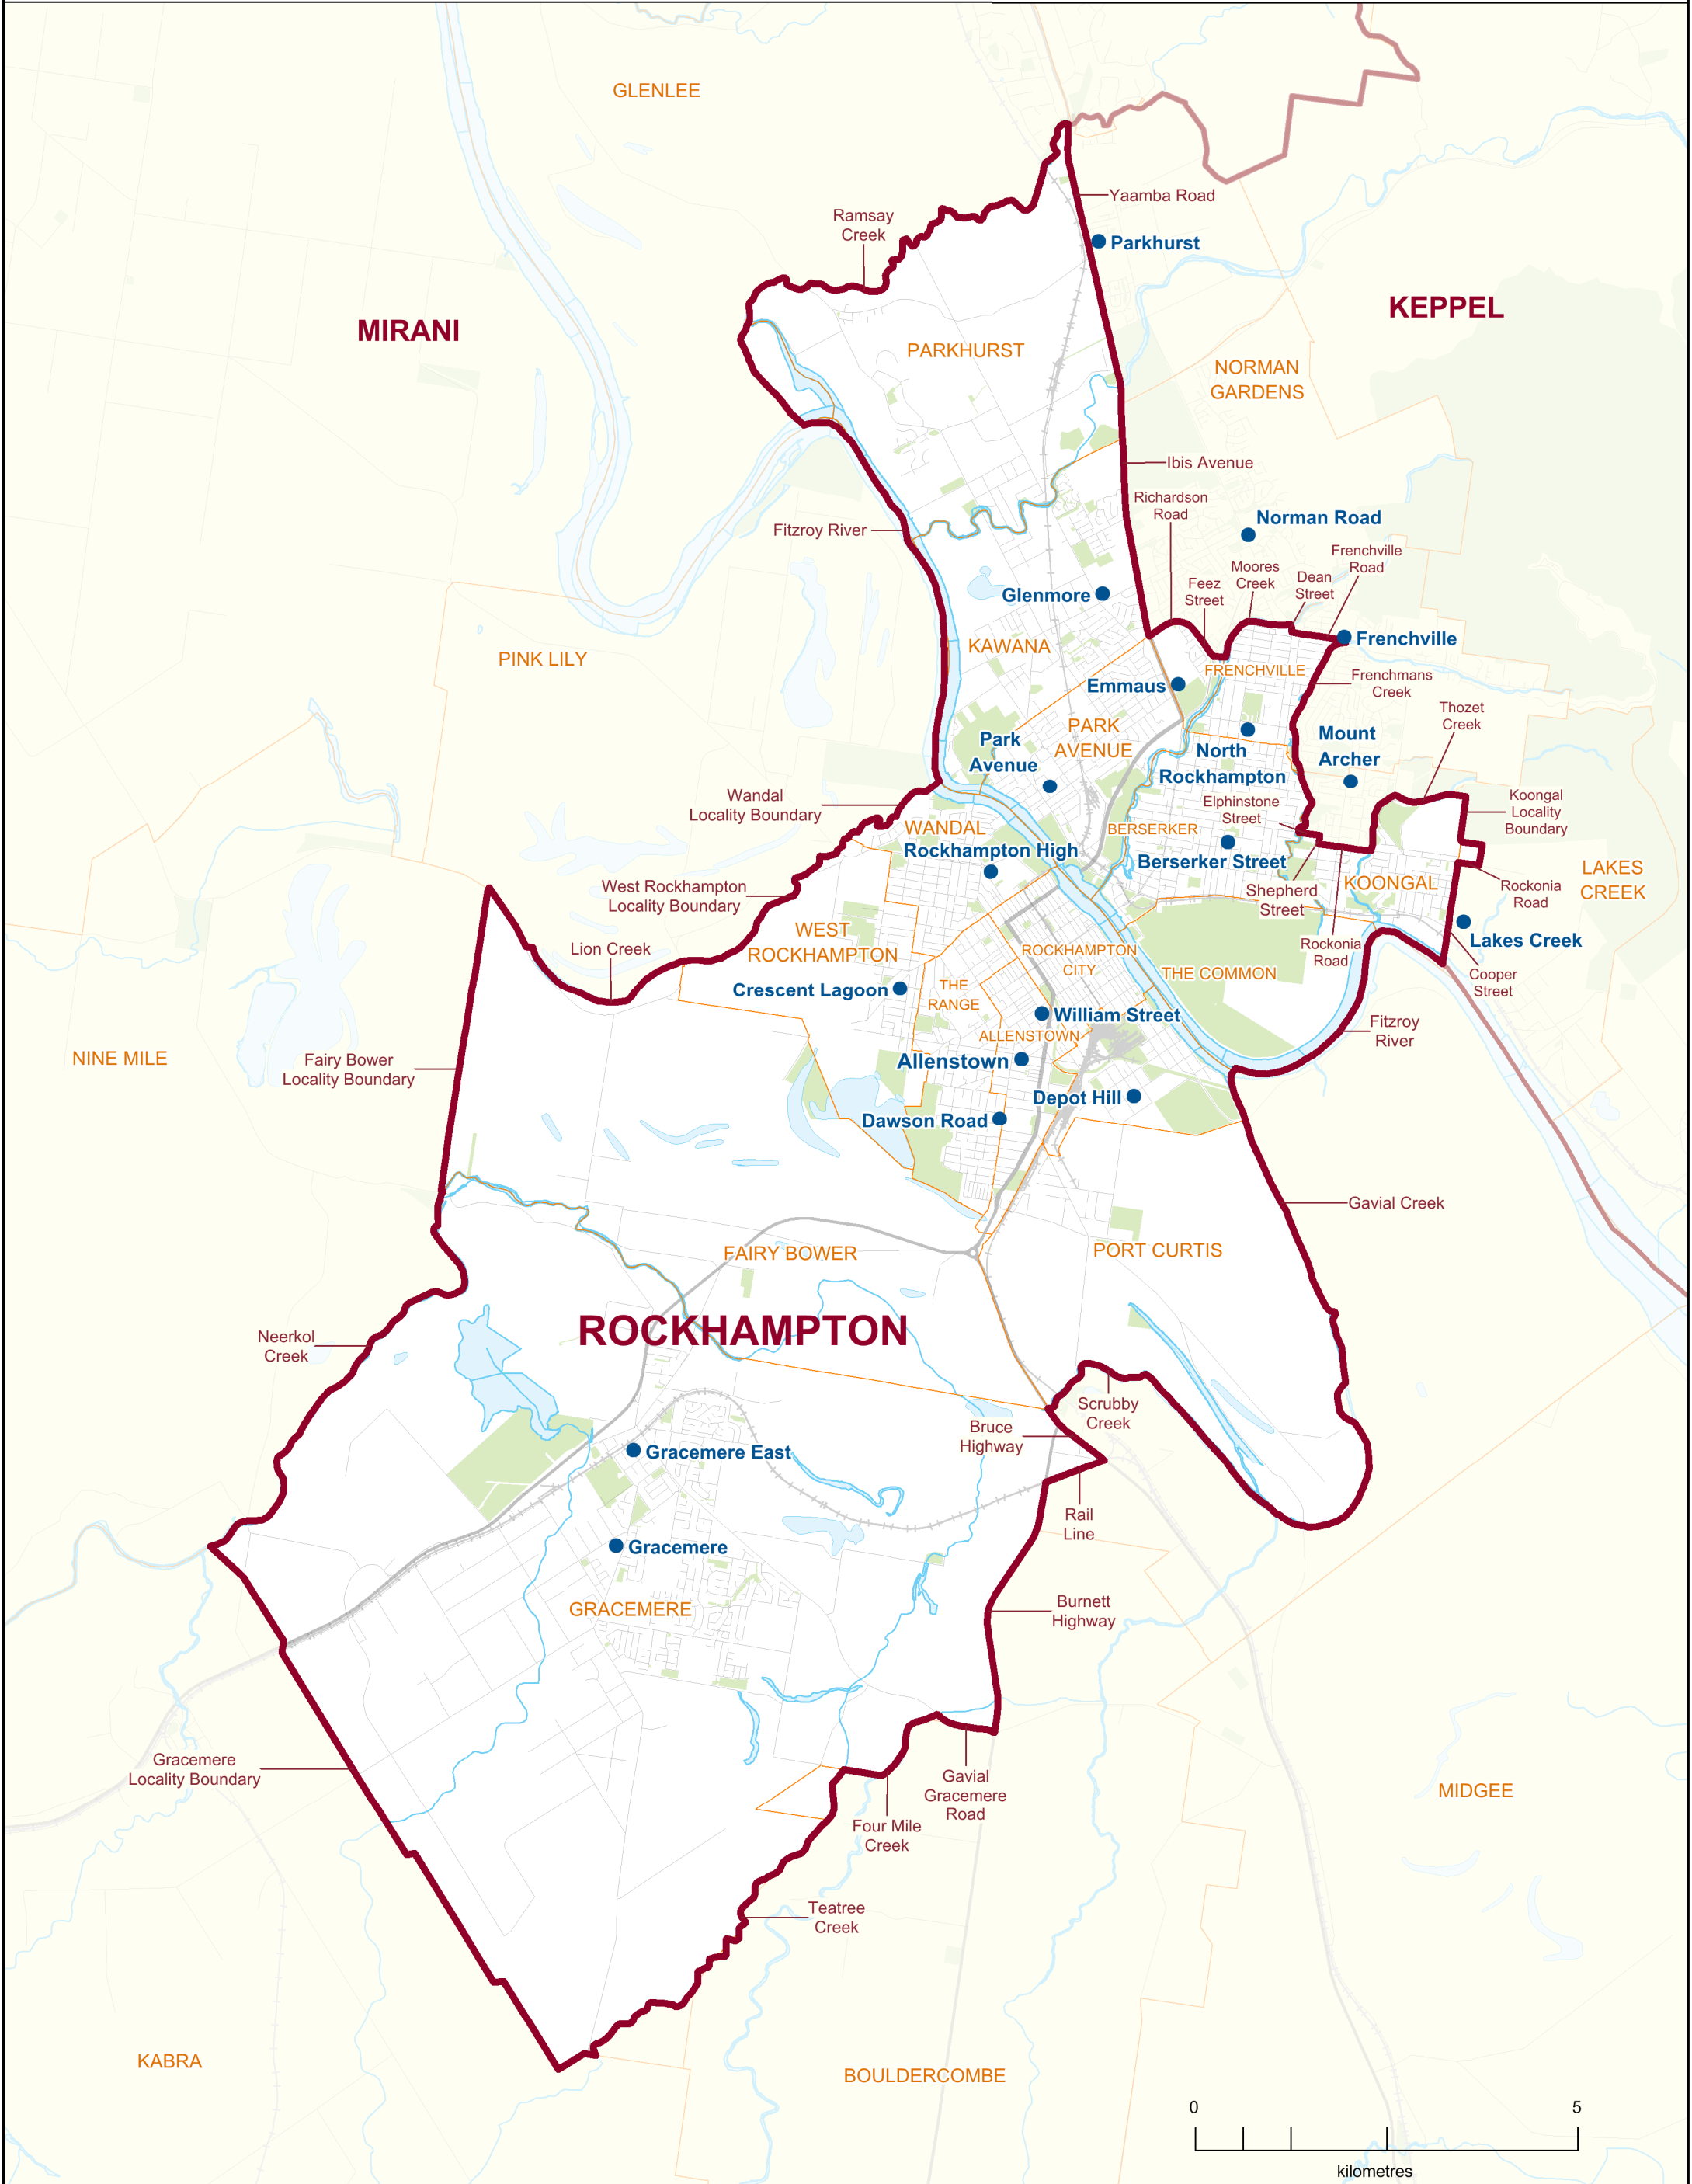 GLENLEE
Yaamba Road
Ramsay
Creek
Parkhurst
KEPPEL
MIRANI
PARKHURST
NORMAN
GARDENS
Ibis Avenue
Richardson
Road
Norman Road
Fitzroy River
Frenchville
Road
Moores
Creek
Dean
Street
Feez
Street
Glenmore
Frenchville
KAWANA
PINK LILY
FRENCHVILLE
Frenchmans
Creek
Emmaus
Thozet
Creek
PARK
AVENUE
Park
Avenue
North
Rockhampton
Mount
Archer
Wandal
Locality Boundary
Elphinstone
Street
Koongal
Locality
Boundary
WANDAL
BERSERKER
Rockhampton High
Berserker Street
LAKES
CREEK
KOONGAL
West Rockhampton
Locality Boundary
Shepherd
Street
Rockonia
Road
WEST
ROCKHAMPTON
Lion Creek
ROCKHAMPTON
CITY
Rockonia
Road
Lakes Creek
THE COMMON
Cooper
Street
Crescent Lagoon
THE
RANGE
William Street
Fitzroy
River
ALLENSTOWN
NINE MILE
Fairy Bower
Locality Boundary
Allenstown
Depot Hill
Dawson Road
Gavial Creek
FAIRY BOWER
PORT CURTIS
ROCKHAMPTON
Neerkol
Creek
Scrubby
Creek
Bruce
Highway
Gracemere East
Rail
Line
Gracemere
GRACEMERE
Burnett
Highway
Gracemere
Locality Boundary
Gavial
Gracemere
Road
MIDGEE
Four Mile
Creek
Teatree
Creek
KABRA
BOULDERCOMBE
0 5
kilometres